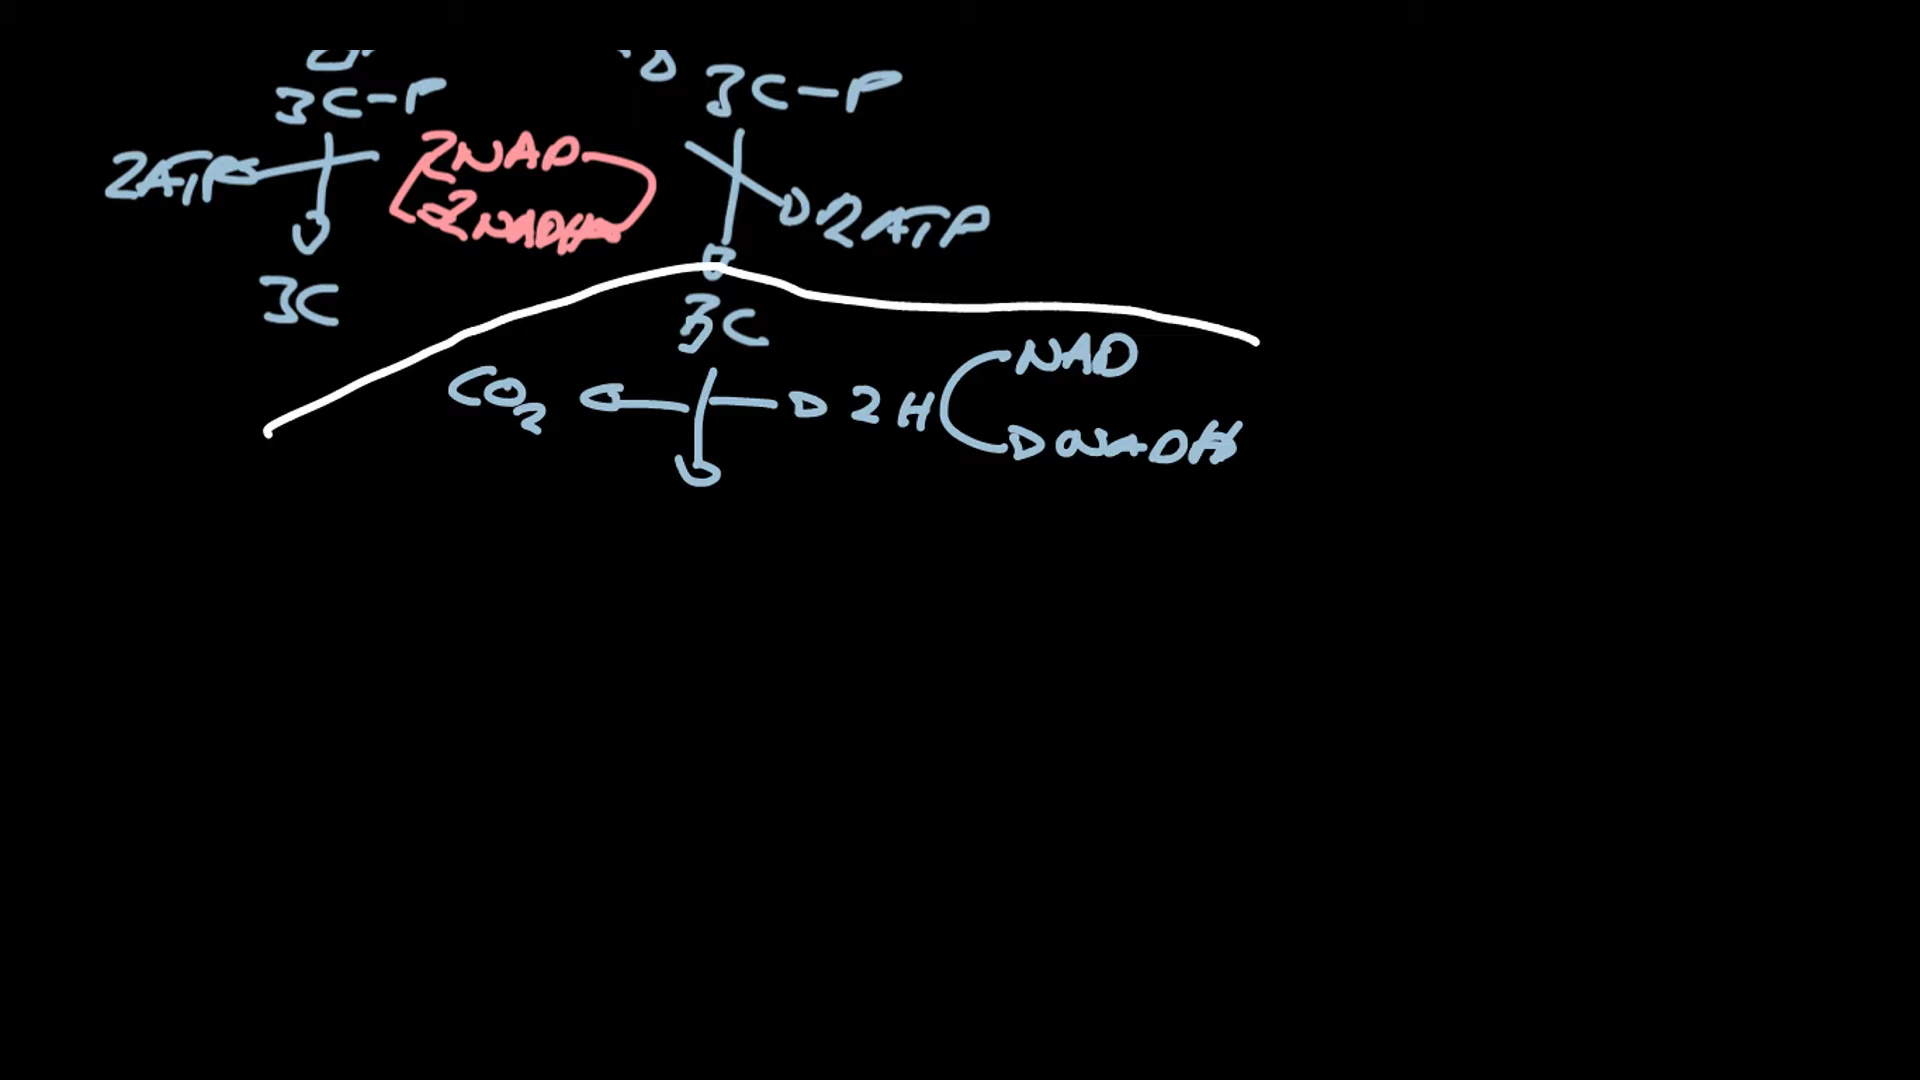 3C-P
3C-P
2ATP
2NAD
2NADH
2ATP
3C
3C
CO2
2H
NAD
NADH